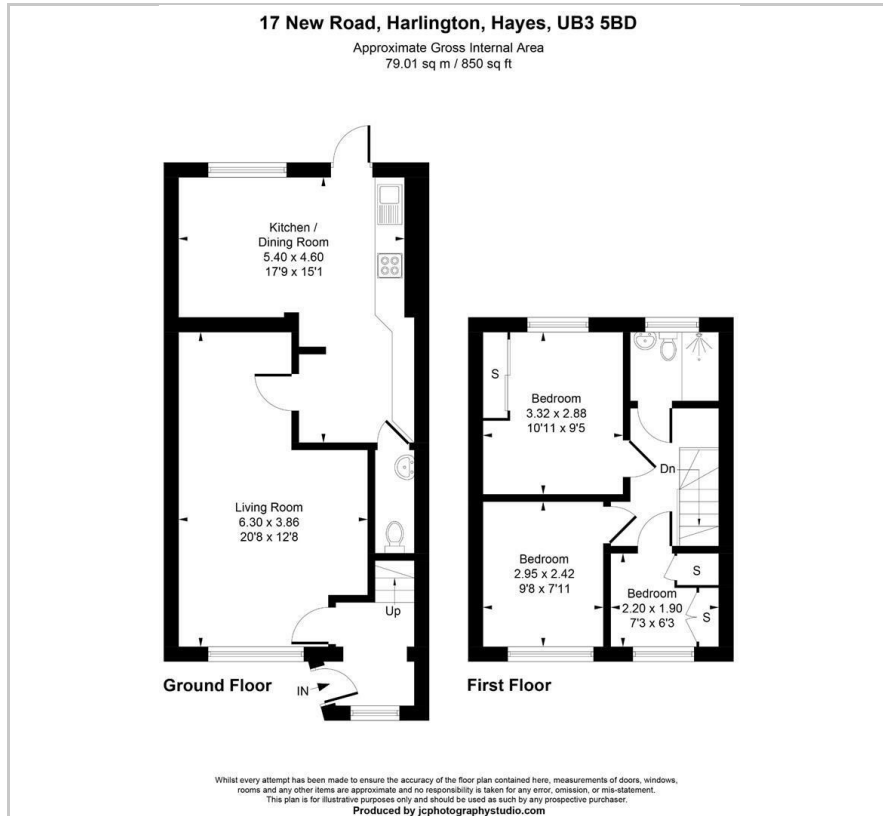 17 New Road, Harlington, Hayes, UB3 5BD
Approximate Gross Internal Area
79.01 sq m / 850 sq ft
Kitchen /
Dining Room
5.40 x 4.60
17'9 x 15'1
Living Room
6.30 x 3.86
20'8 x 12'8
Up
IN
Ground Floor
S
Bedroom
3.32 x 2.88
10'11 x 9'5
Dn
Bedroom
2.95 x 2.42
9'8 x 7'11
S
Bedroom
2.20 x 1.90
7'3 x 6'3
S
First Floor
Whilst every attempt has been made to ensure the accuracy of the floor plan contained here, measurements of doors, windows,
rooms and any other items are approximate and no responsibility is taken for any error, omission, or mis-statement.
This plan is for illustrative purposes only and should be used as such by any prospective purchaser.
Produced by jcphotographystudio.com